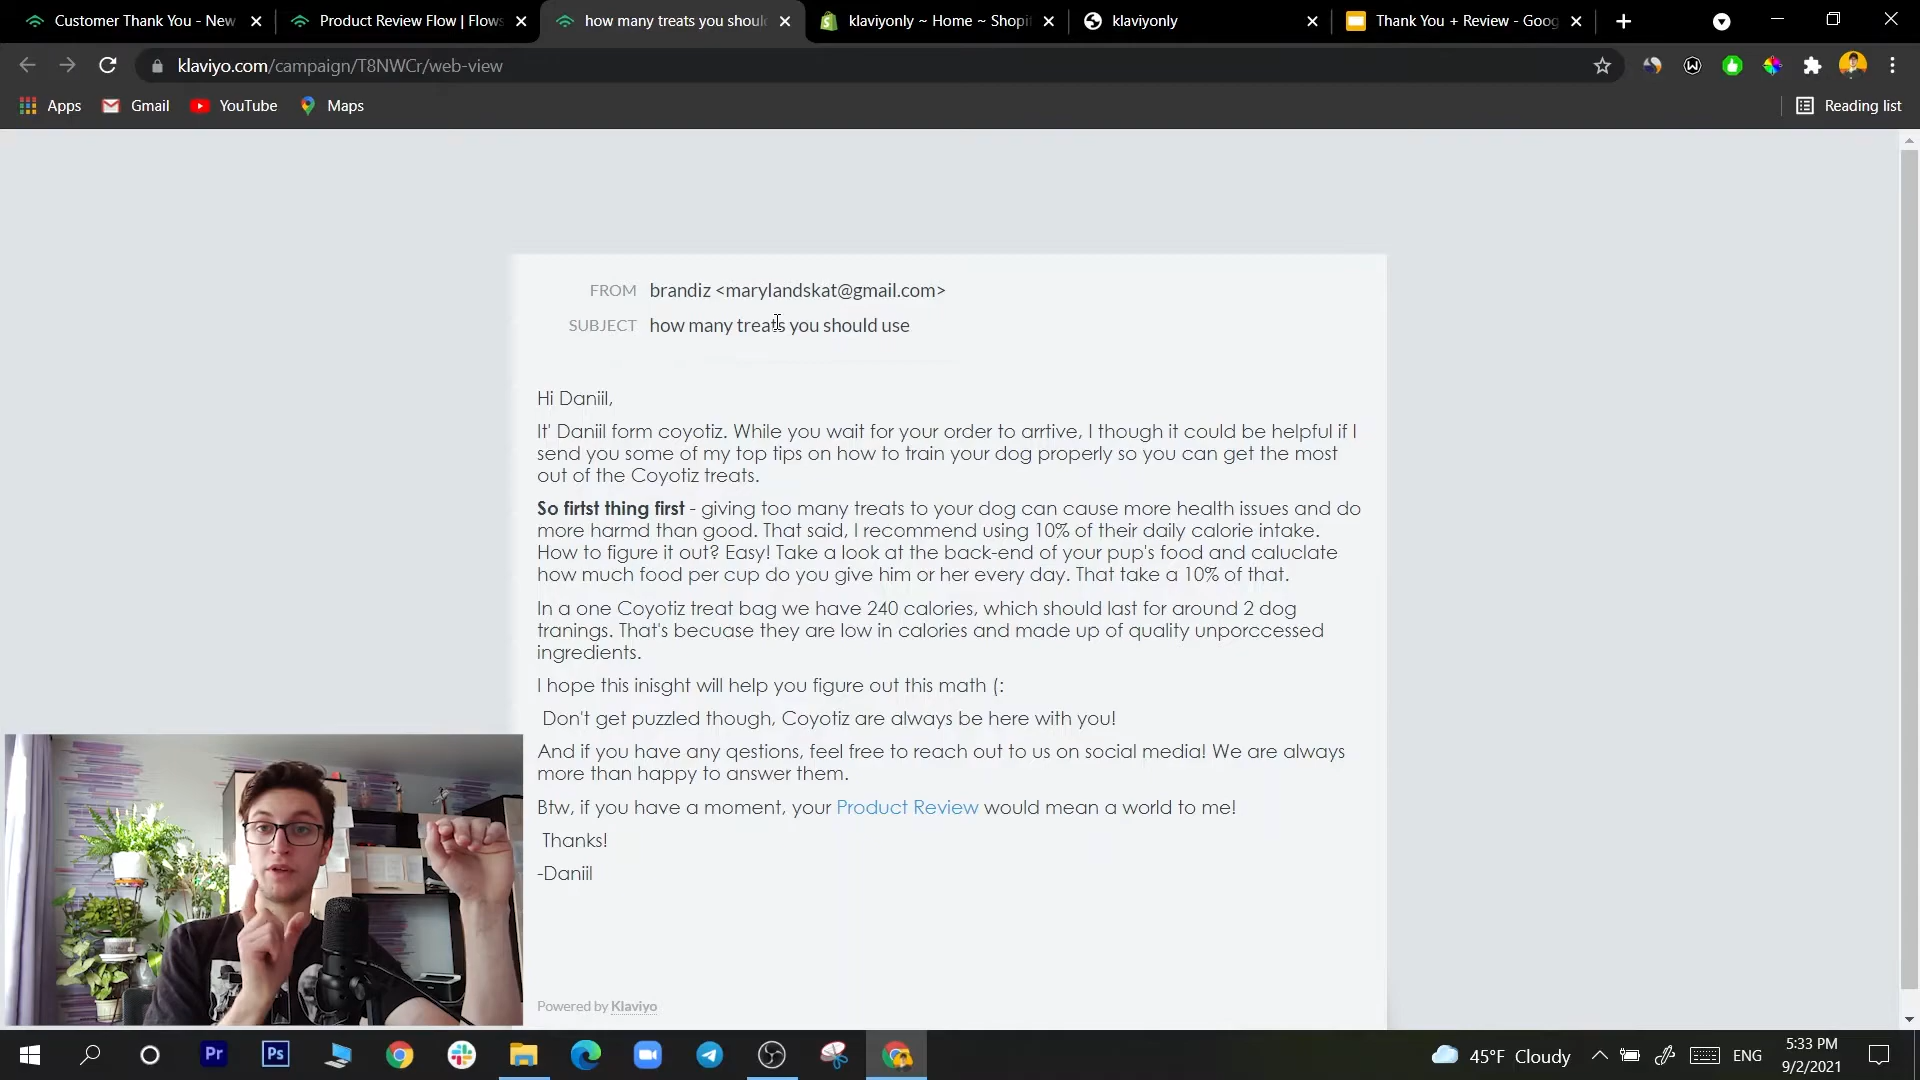 Customer Thank You - New
Product Review Flow | Flows
how many treats you shoul
klaviyonly ~ Home ~ Shopi
klaviyonly
Thank You + Review - Goog
klaviyo.com/campaign/T8NWCr/web-view
Apps
Gmail
YouTube
Maps
Reading list
FROM brandiz <marylandskat@gmail.com>
SUBJECT how many treats you should use
Hi Daniil,
It' Daniil form coyotiz. While you wait for your order to arrtive, I though it could be helpful if I
send you some of my top tips on how to train your dog properly so you can get the most
out of the Coyotiz treats.
So firtst thing first - giving too many treats to your dog can cause more health issues and do
more harmd than good. That said, I recommend using 10% of their daily calorie intake.
How to figure it out? Easy! Take a look at the back-end of your pup's food and caluclate
how much food per cup do you give him or her every day. That take a 10% of that.
In a one Coyotiz treat bag we have 240 calories, which should last for around 2 dog
tranings. That's becuase they are low in calories and made up of quality unporccessed
ingredients.
I hope this inisght will help you figure out this math (:
Don't get puzzled though, Coyotiz are always be here with you!
And if you have any qestions, feel free to reach out to us on social media! We are always
more than happy to answer them.
Btw, if you have a moment, your Product Review would mean a world to me!
Thanks!
-Daniil
Powered by Klaviyo
Pr
Ps
45°F Cloudy
ENG
5:33 PM
9/2/2021